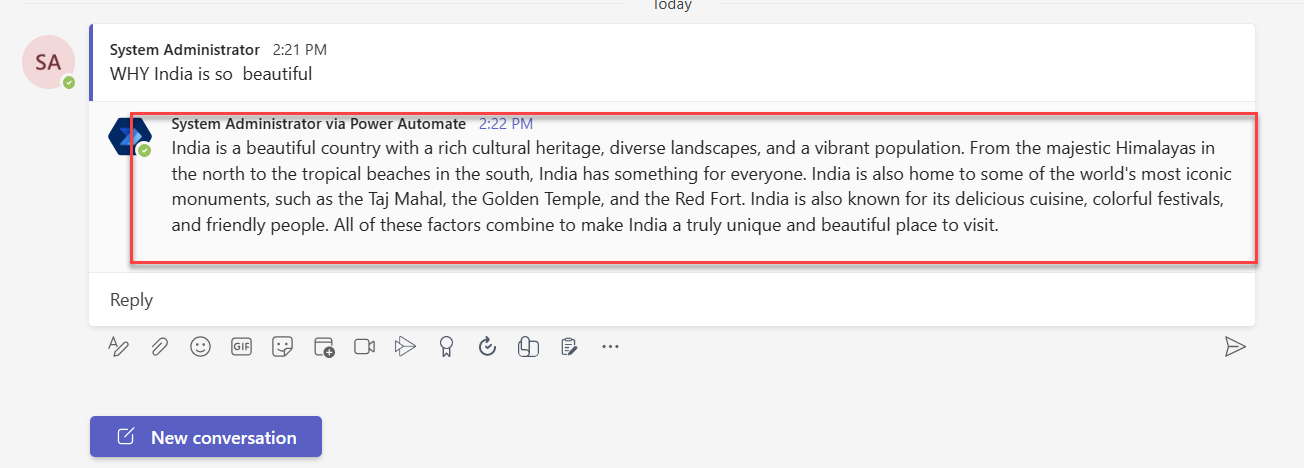 Today
SA
System Administrator 2:21 PM
WHY India is so  beautiful
System Administrator via Power Automate 2:22 PM
India is a beautiful country with a rich cultural heritage, diverse landscapes, and a vibrant population. From the majestic Himalayas in
the north to the tropical beaches in the south, India has something for everyone. India is also home to some of the world's most iconic
monuments, such as the Taj Mahal, the Golden Temple, and the Red Fort. India is also known for its delicious cuisine, colorful festivals,
and friendly people. All of these factors combine to make India a truly unique and beautiful place to visit.
Reply
GIF
New conversation